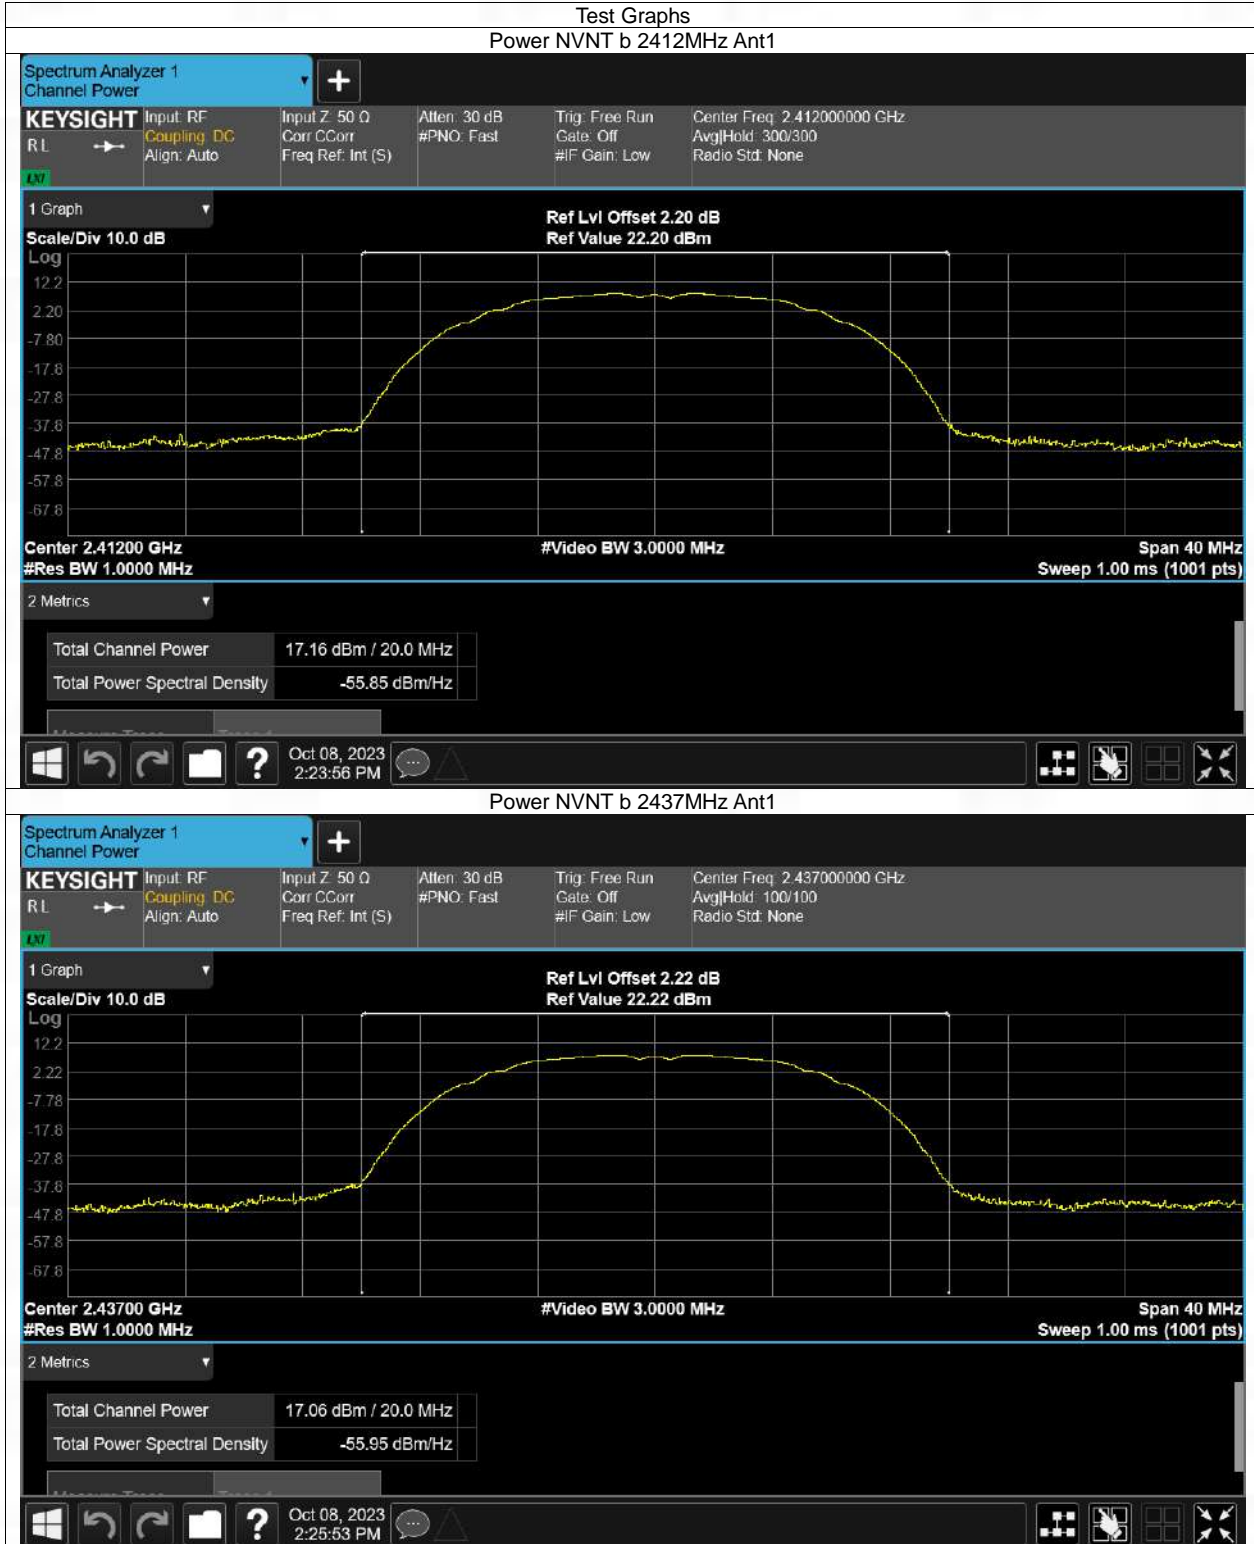 Test Graphs
Power NVNT b 2412MHz Ant1
Spectrum Analyzer 1
Channel Power
KEYSIGHT Input: RF Input Z: 50 Ω Atten: 30 dB Trig: Free Run Center Freq: 2.412000000 GHz
RL Coupling: DC Corr CCorr #PNO: Fast Gate: Off Avg|Hold: 300/300
Align: Auto Freq Ref: Int (S) #IF Gain: Low Radio Std: None
LXI
1 Graph
Ref Lvl Offset 2.20 dB
Scale/Div 10.0 dB Ref Value 22.20 dBm
Log
12.2
2.20
-7.80
-17.8
-27.8
-37.8
-47.8
-57.8
-67.8
Center 2.41200 GHz #Video BW 3.0000 MHz Span 40 MHz
#Res BW 1.0000 MHz Sweep 1.00 ms (1001 pts)
2 Metrics
Total Channel Power 17.16 dBm / 20.0 MHz
Total Power Spectral Density -55.85 dBm/Hz
Oct 08, 2023
2:23:56 PM
Power NVNT b 2437MHz Ant1
Spectrum Analyzer 1
Channel Power
KEYSIGHT Input: RF Input Z: 50 Ω Atten: 30 dB Trig: Free Run Center Freq: 2.437000000 GHz
RL Coupling: DC Corr CCorr #PNO: Fast Gate: Off Avg|Hold: 100/100
Align: Auto Freq Ref: Int (S) #IF Gain: Low Radio Std: None
LXI
1 Graph
Ref Lvl Offset 2.22 dB
Scale/Div 10.0 dB Ref Value 22.22 dBm
Log
12.2
2.22
-7.78
-17.8
-27.8
-37.8
-47.8
-57.8
-67.8
Center 2.43700 GHz #Video BW 3.0000 MHz Span 40 MHz
#Res BW 1.0000 MHz Sweep 1.00 ms (1001 pts)
2 Metrics
Total Channel Power 17.06 dBm / 20.0 MHz
Total Power Spectral Density -55.95 dBm/Hz
Oct 08, 2023
2:25:53 PM